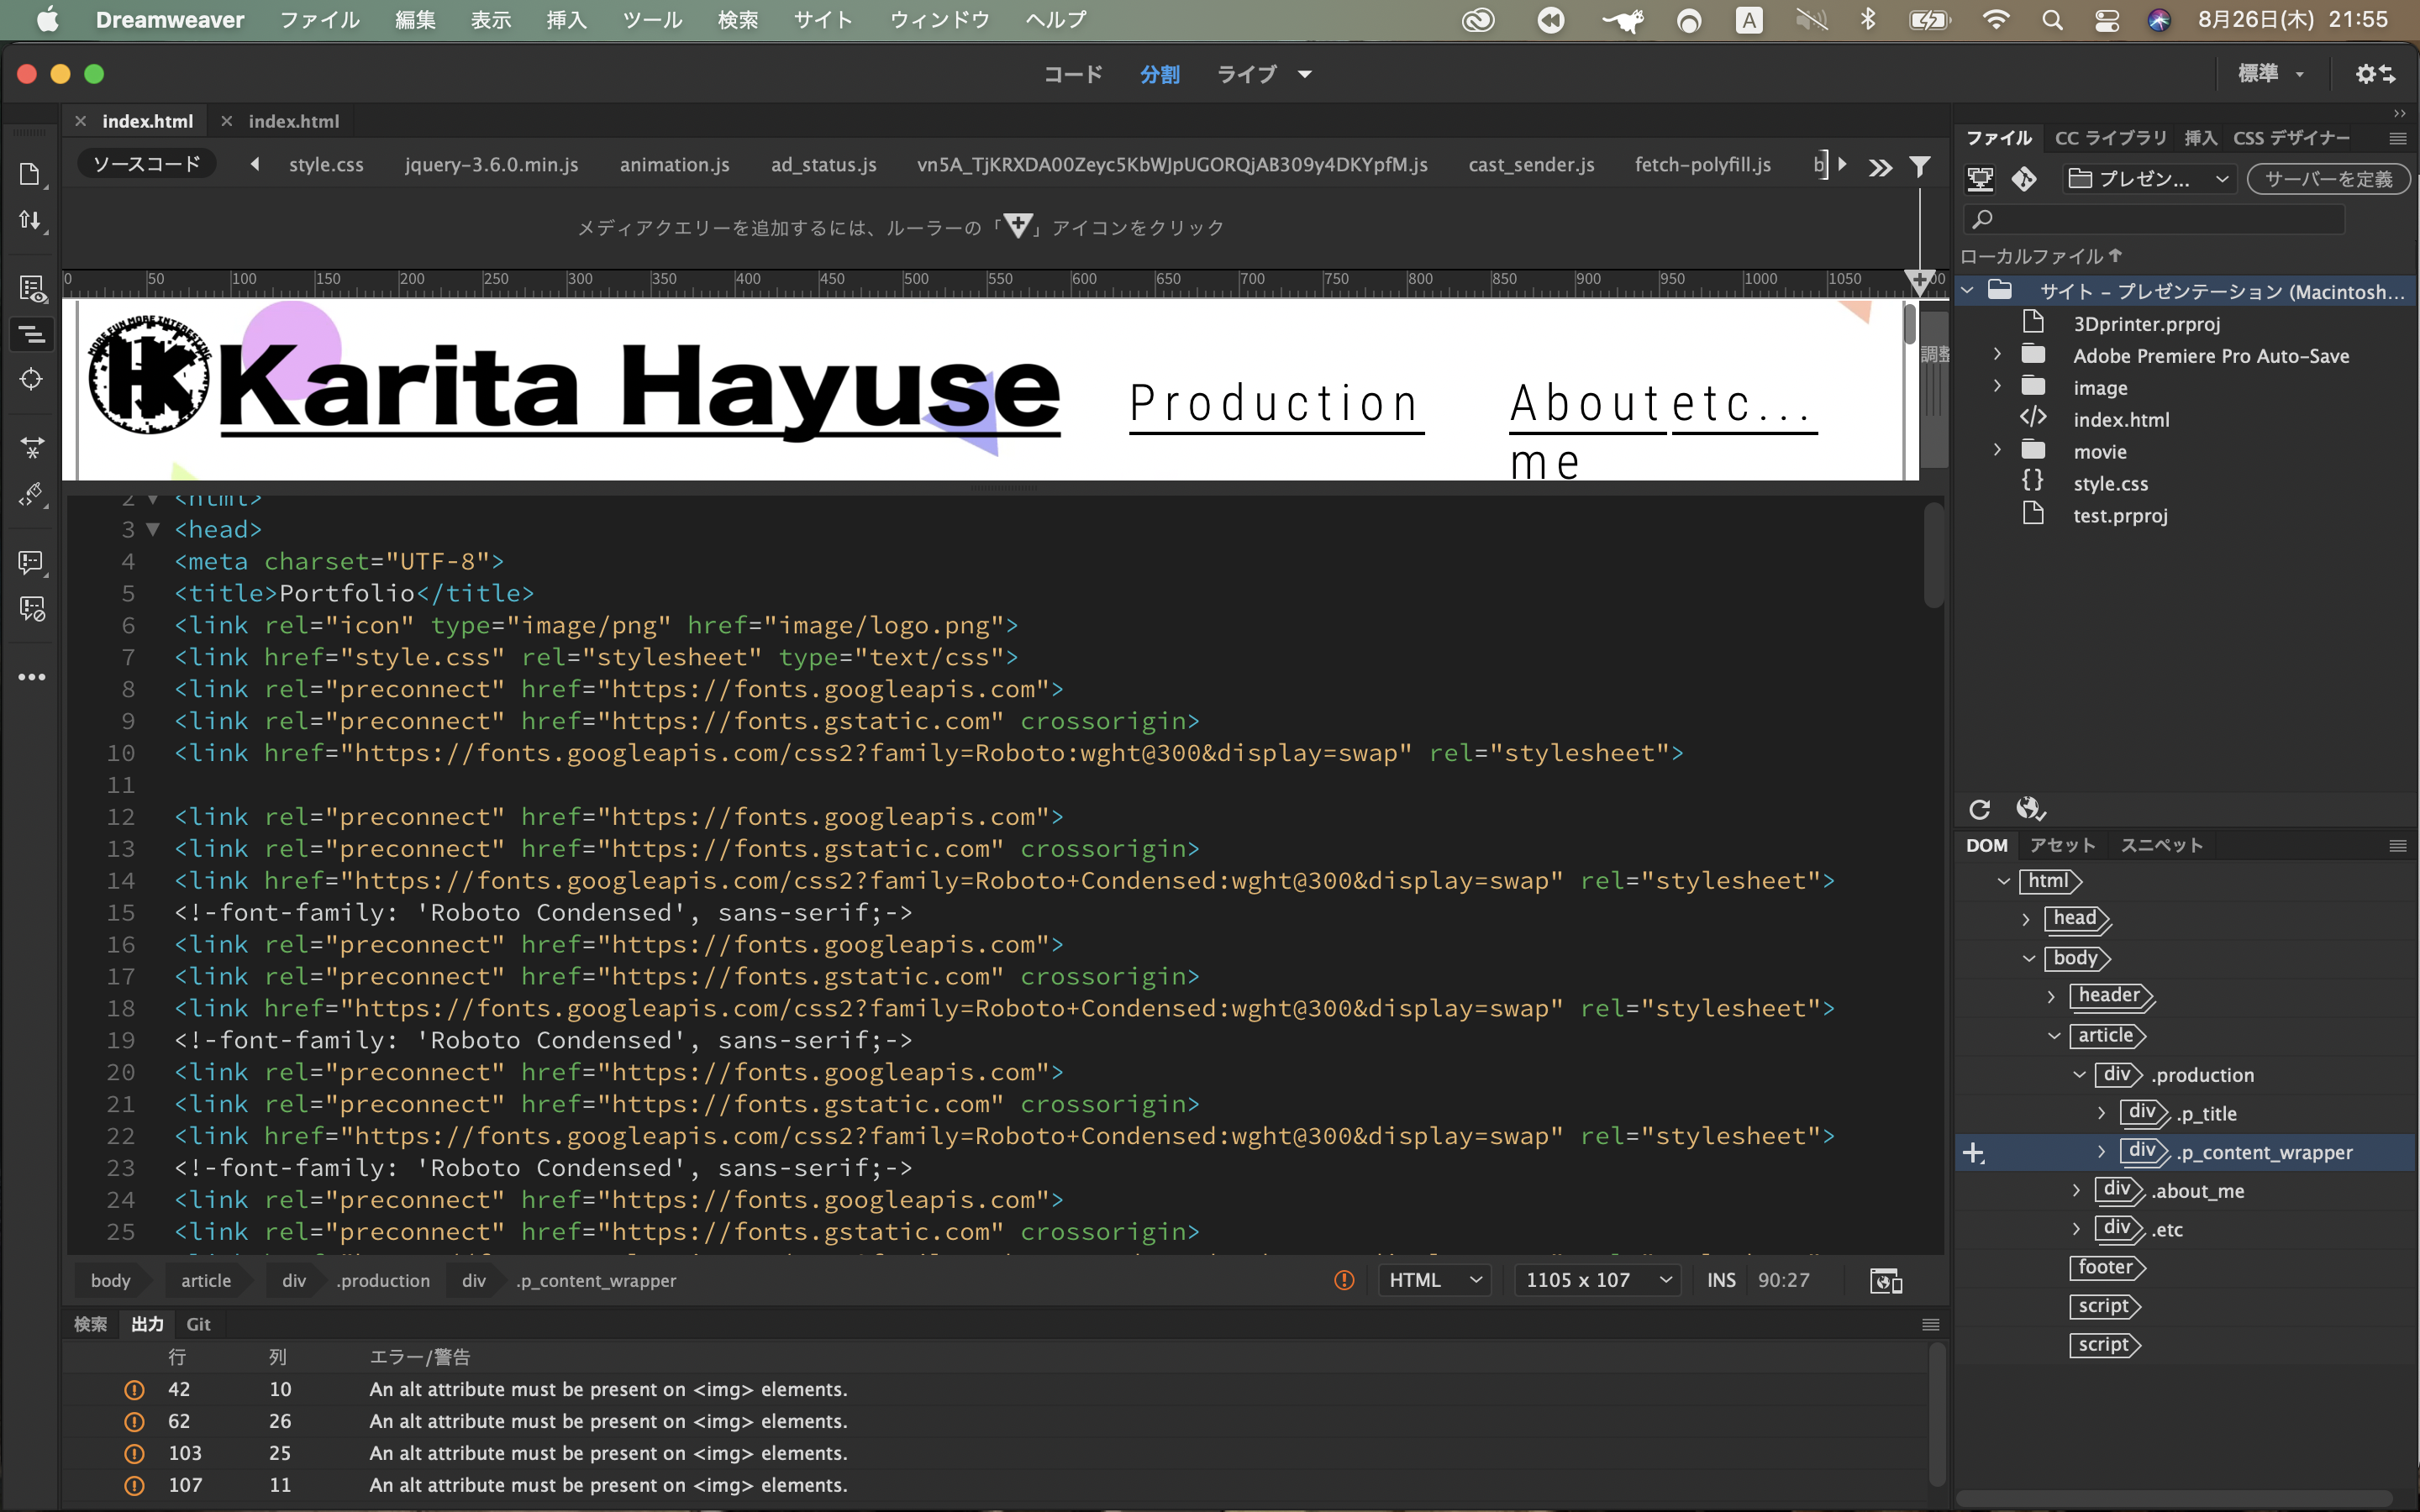 Dreamweaver ファイル 編集 表示 挿入 ツール 検索 サイト ウィンドウ ヘルプ A 8月26日(木) 21:55
コード 分割 ライブ 標準
index.html index.html
ソースコード style.css jquery-3.6.0.min.js animation.js ad_status.js vn5A_TjKRXDA00Zeyc5KbWJpUGORQjAB309y4DKYpfM.js cast_sender.js fetch-polyfill.js b
メディアクエリーを追加するには、ルーラーの「 」アイコンをクリック
0 50 100 150 200 250 300 350 400 450 500 550 600 650 700 750 800 850 900 950 1000 1050 00
MORE FUN MORE INTERESTING
Karita Hayuse Production About etc...
me
調整
2 <html>
3 <head>
4 <meta charset="UTF-8">
5 <title>Portfolio</title>
6 <link rel="icon" type="image/png" href="image/logo.png">
7 <link href="style.css" rel="stylesheet" type="text/css">
8 <link rel="preconnect" href="https://fonts.googleapis.com">
9 <link rel="preconnect" href="https://fonts.gstatic.com" crossorigin>
10 <link href="https://fonts.googleapis.com/css2?family=Roboto:wght@300&display=swap" rel="stylesheet">
11
12 <link rel="preconnect" href="https://fonts.googleapis.com">
13 <link rel="preconnect" href="https://fonts.gstatic.com" crossorigin>
14 <link href="https://fonts.googleapis.com/css2?family=Roboto+Condensed:wght@300&display=swap" rel="stylesheet">
15 <!-font-family: 'Roboto Condensed', sans-serif;->
16 <link rel="preconnect" href="https://fonts.googleapis.com">
17 <link rel="preconnect" href="https://fonts.gstatic.com" crossorigin>
18 <link href="https://fonts.googleapis.com/css2?family=Roboto+Condensed:wght@300&display=swap" rel="stylesheet">
19 <!-font-family: 'Roboto Condensed', sans-serif;->
20 <link rel="preconnect" href="https://fonts.googleapis.com">
21 <link rel="preconnect" href="https://fonts.gstatic.com" crossorigin>
22 <link href="https://fonts.googleapis.com/css2?family=Roboto+Condensed:wght@300&display=swap" rel="stylesheet">
23 <!-font-family: 'Roboto Condensed', sans-serif;->
24 <link rel="preconnect" href="https://fonts.googleapis.com">
25 <link rel="preconnect" href="https://fonts.gstatic.com" crossorigin>
body article div .production div .p_content_wrapper HTML 1105 x 107 INS 90:27
検索 出力 Git
行 列 エラー/警告
42 10 An alt attribute must be present on <img> elements.
62 26 An alt attribute must be present on <img> elements.
103 25 An alt attribute must be present on <img> elements.
107 11 An alt attribute must be present on <img> elements.
ファイル CC ライブラリ 挿入 CSS デザイナー
プレゼン... サーバーを定義
ローカルファイル
サイト - プレゼンテーション (Macintosh...
3Dprinter.prproj
Adobe Premiere Pro Auto-Save
image
index.html
movie
style.css
test.prproj
DOM アセット スニペット
html
head
body
header
article
div .production
div .p_title
div .p_content_wrapper
div .about_me
div .etc
footer
script
script